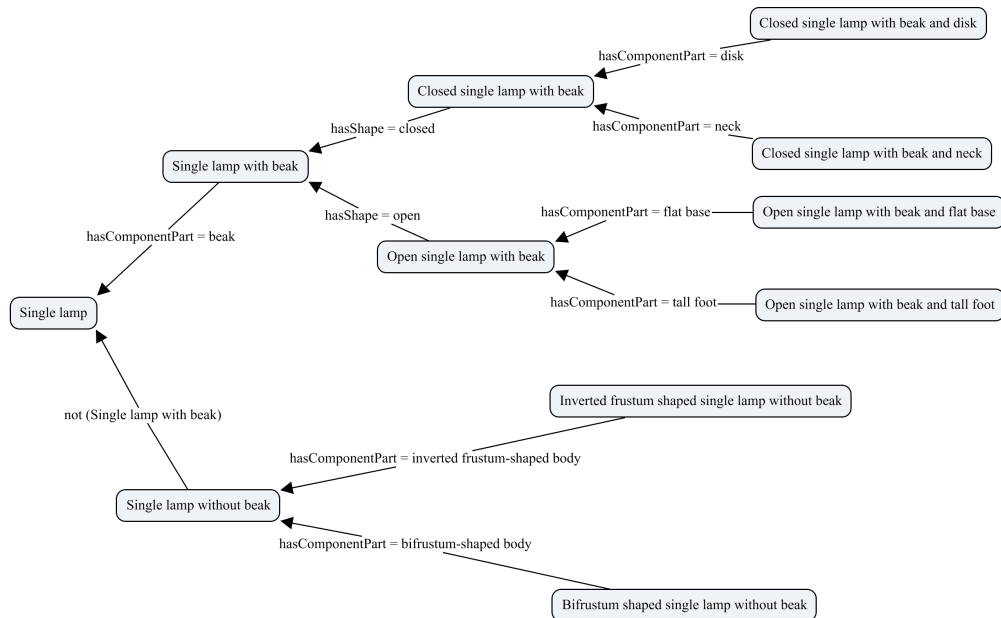 Closed single lamp with beak and disk
hasComponentPart = disk
Closed single lamp with beak
hasShape = closed
hasComponentPart = neck
Closed single lamp with beak and neck
Single lamp with beak
hasShape = open
hasComponentPart = flat base
Open single lamp with beak and flat base
hasComponentPart = beak
Open single lamp with beak
hasComponentPart = tall foot
Open single lamp with beak and tall foot
Single lamp
not (Single lamp with beak)
Inverted frustum shaped single lamp without beak
hasComponentPart = inverted frustum-shaped body
Single lamp without beak
hasComponentPart = bifrustum-shaped body
Bifrustum shaped single lamp without beak